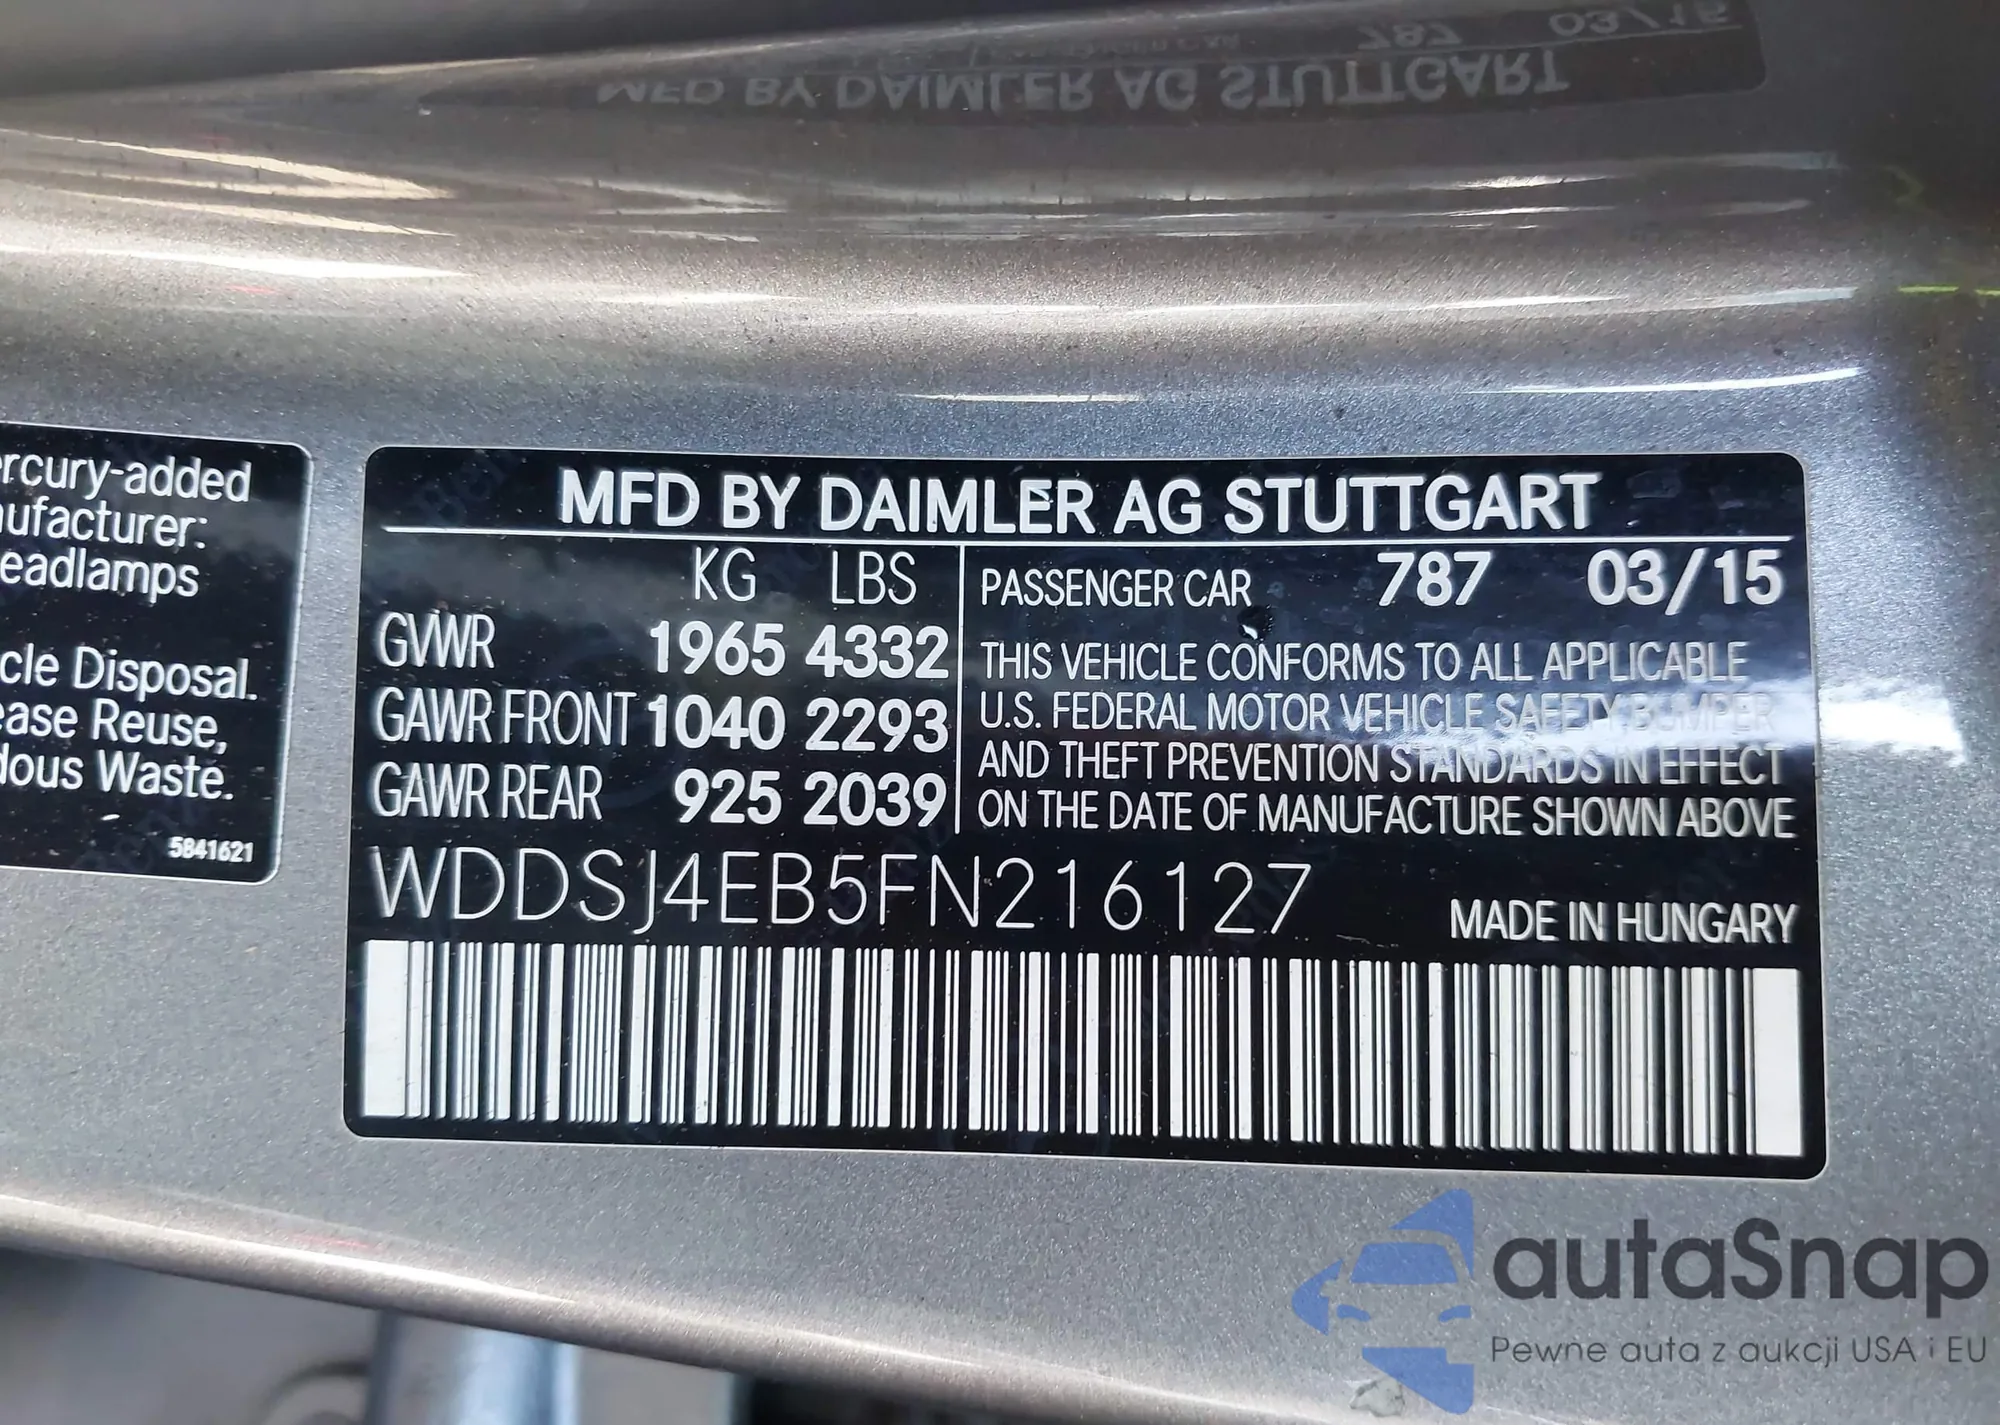 MFD BY DAIMLER AG STUTTGART
787 03/15
rcury-added
ufacturer:
eadlamps
cle Disposal.
ease Reuse,
dous Waste.
5841621
MFD BY DAIMLER AG STUTTGART
KG LBS
GVWR 1965 4332
GAWR FRONT 1040 2293
GAWR REAR 925 2039
PASSENGER CAR 787 03/15
THIS VEHICLE CONFORMS TO ALL APPLICABLE
U.S. FEDERAL MOTOR VEHICLE SAFETY BUMPER
AND THEFT PREVENTION STANDARDS IN EFFECT
ON THE DATE OF MANUFACTURE SHOWN ABOVE
WDDSJ4EB5FN216127
MADE IN HUNGARY
autaSnap
Pewne auta z aukcji USA i EU